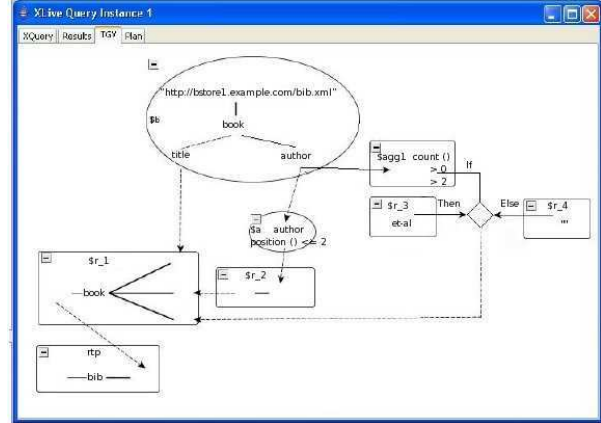 XLive Query Instance 1
XQuery Results TGV Plan
"http://bstore1.example.com/bib.xml"
$b
book
title author
$agg1 count ()
> 0
> 2
If
$r_3 Then Else $r_4
et-al ""
$a author
position () <= 2
$r_1
book
$r_2
rtp
bib